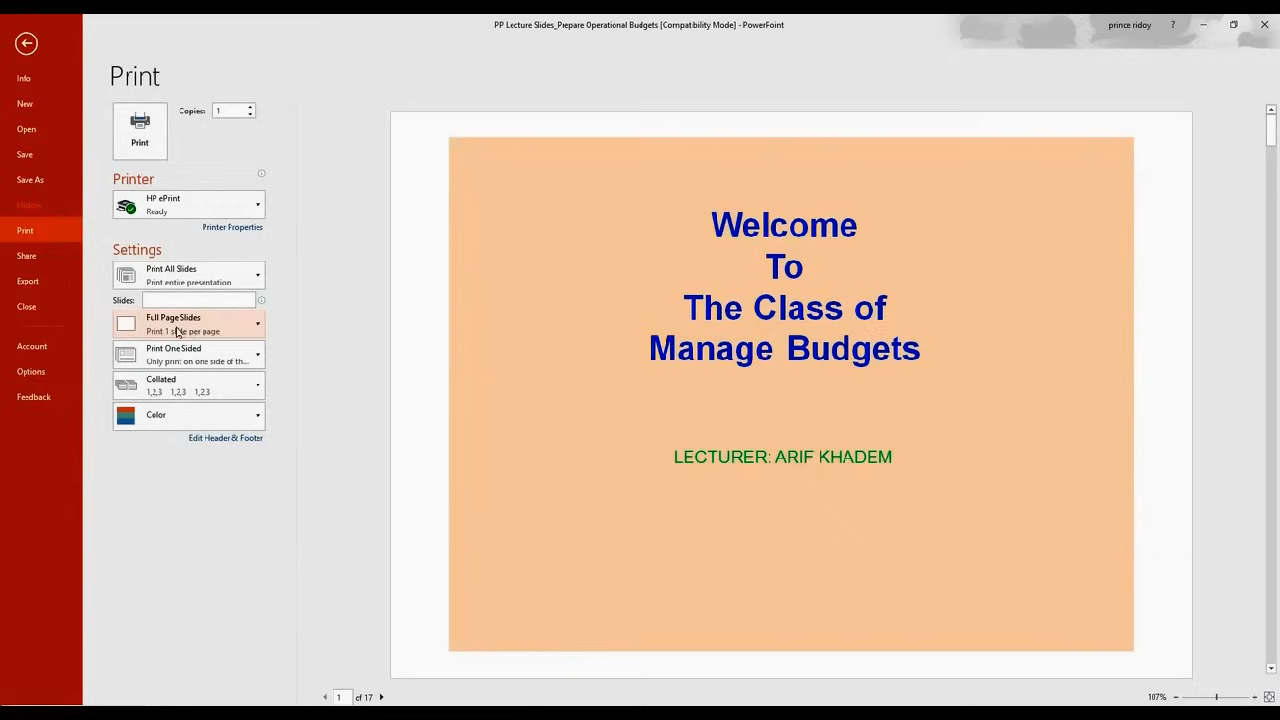 PP Lecture Slides_Prepare Operational Budgets [Compatibility Mode] - PowerPoint
prince ridoy
?
Info
New
Open
Save
Save As
Print
Share
Export
Close
Account
Options
Feedback
Print
Print
Copies: 1
Printer
HP ePrint
Ready
Printer Properties
Settings
Print All Slides
Print entire presentation
Slides:
Full Page Slides
Print 1 slide per page
Print One Sided
Only print on one side of th...
Collated
1,2,3 1,2,3 1,2,3
Color
Edit Header & Footer
Welcome
To
The Class of
Manage Budgets
LECTURER: ARIF KHADEM
1 of 17
107%